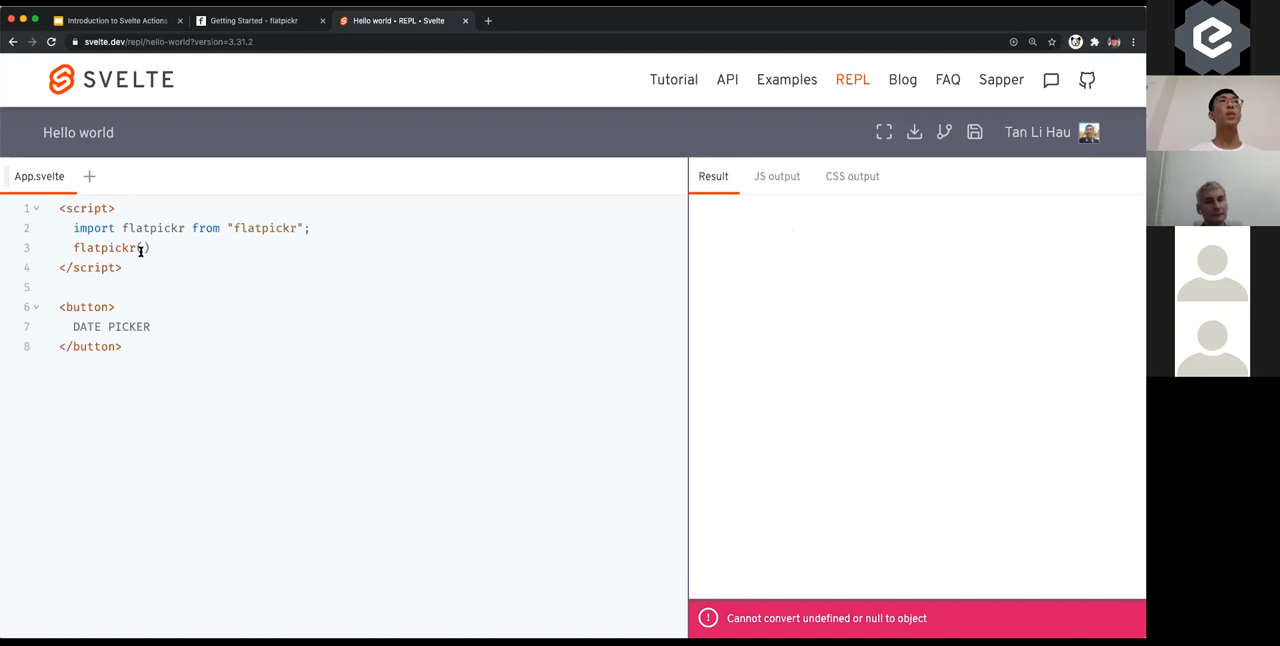 Introduction to Svelte Actions
Getting Started - flatpickr
Hello world • REPL • Svelte
svelte.dev/repl/hello-world?version=3.31.2
SVELTE
Tutorial API Examples REPL Blog FAQ Sapper
Hello world
Tan Li Hau
App.svelte
1 <script>
2 import flatpickr from "flatpickr";
3 flatpickr()
4 </script>
5
6 <button>
7 DATE PICKER
8 </button>
Result JS output CSS output
Cannot convert undefined or null to object